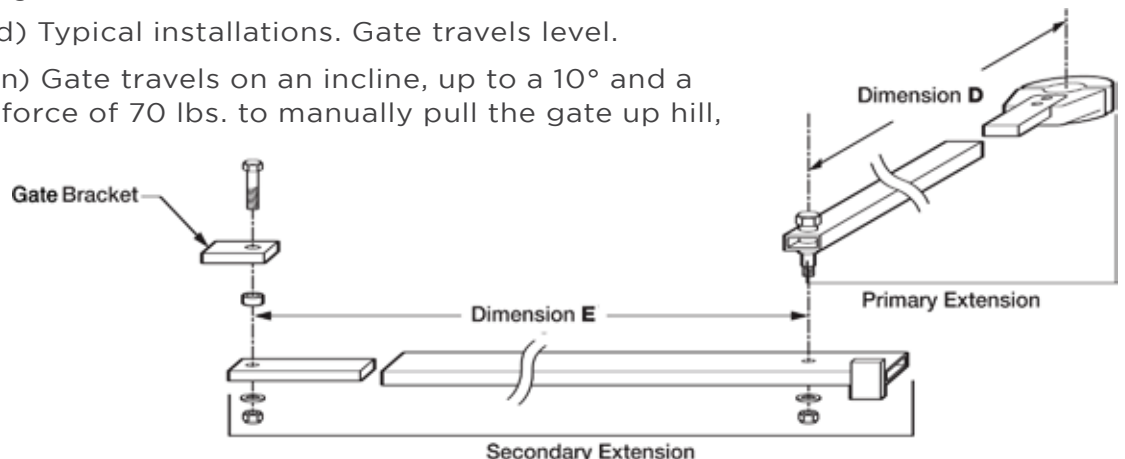 d) Typical installations. Gate travels level.
n) Gate travels on an incline, up to a 10° and a
force of 70 lbs. to manually pull the gate up hill,
Dimension D
Gate Bracket
Dimension E
Primary Extension
Secondary Extension